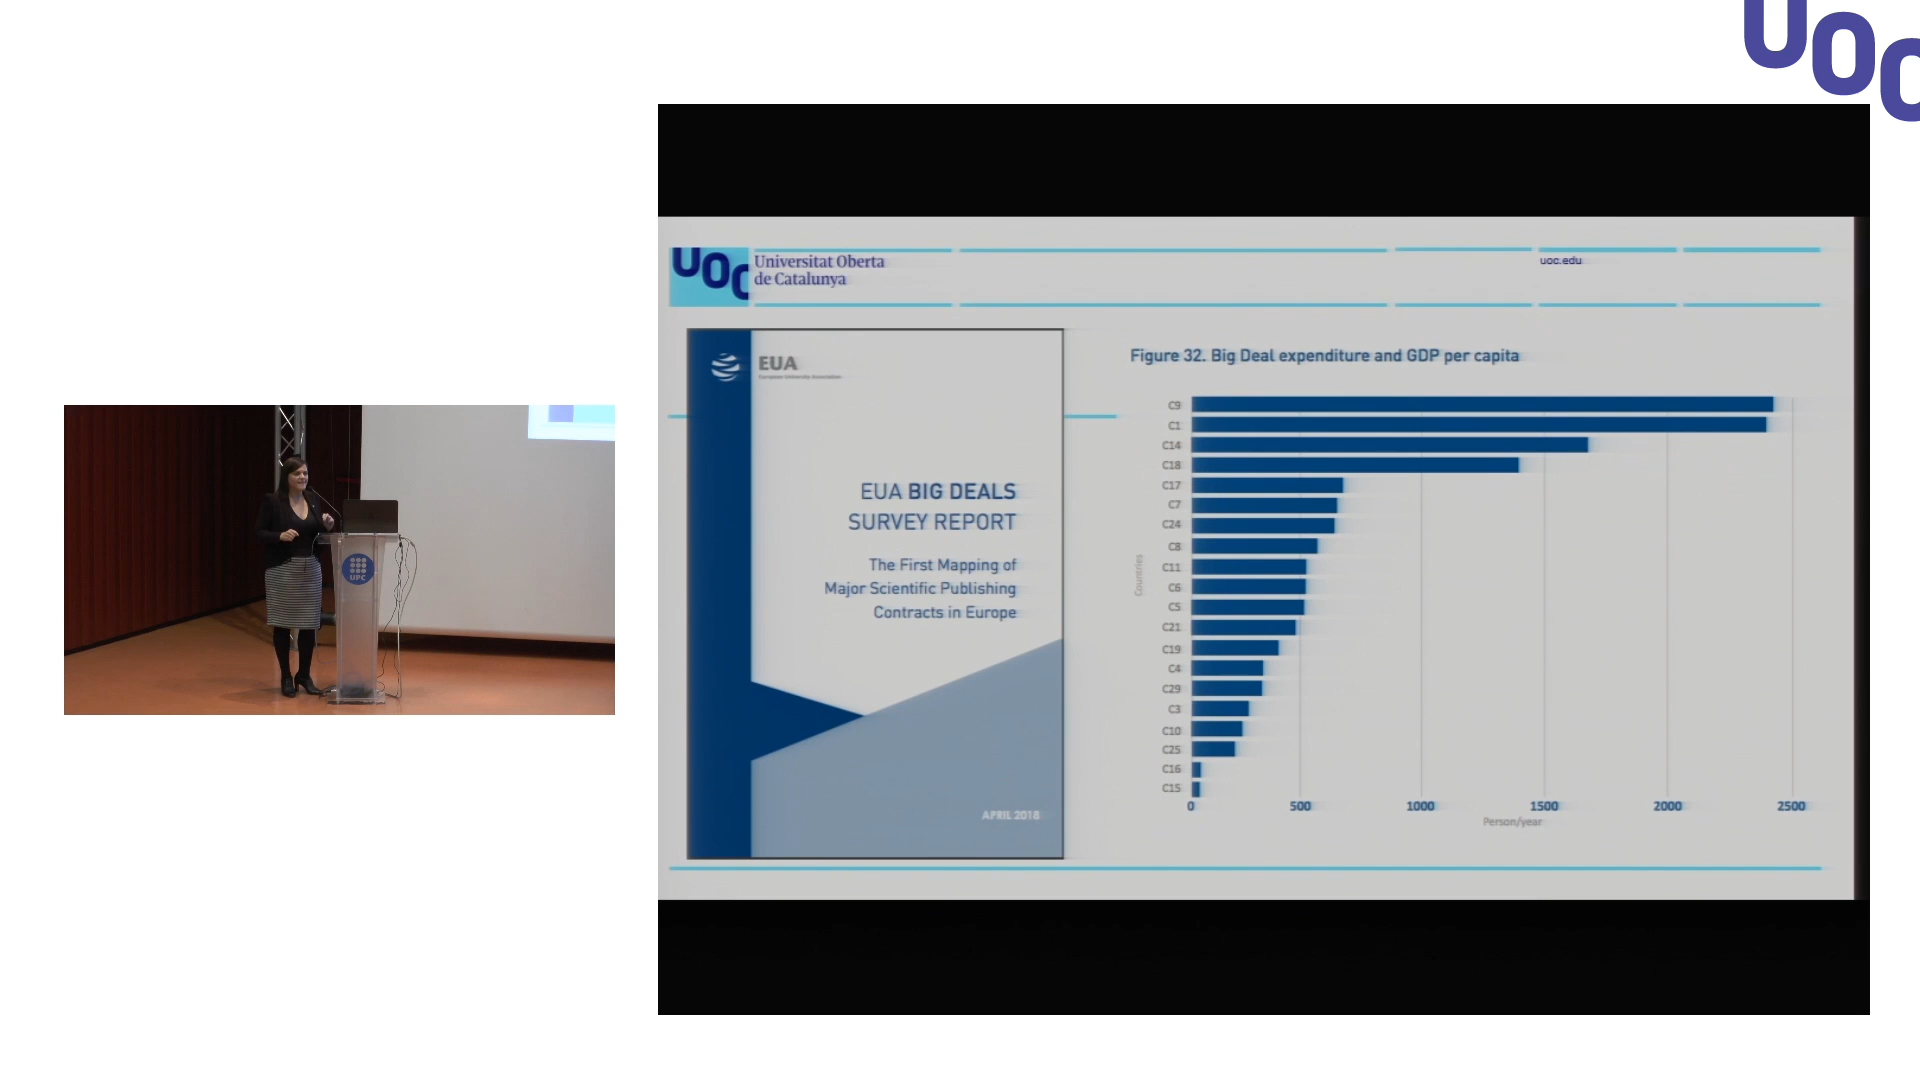 UOC
UOC
Universitat Oberta
de Catalunya
uoc.edu
EUA
European University Association
EUA BIG DEALS
SURVEY REPORT
The First Mapping of
Major Scientific Publishing
Contracts in Europe
APRIL 2018
Figure 32. Big Deal expenditure and GDP per capita
Countries
C9
C1
C14
C18
C17
C7
C24
C8
C11
C6
C5
C21
C19
C4
C29
C3
C10
C25
C16
C15
0 500 1000 1500 2000 2500
Person/year
UPC